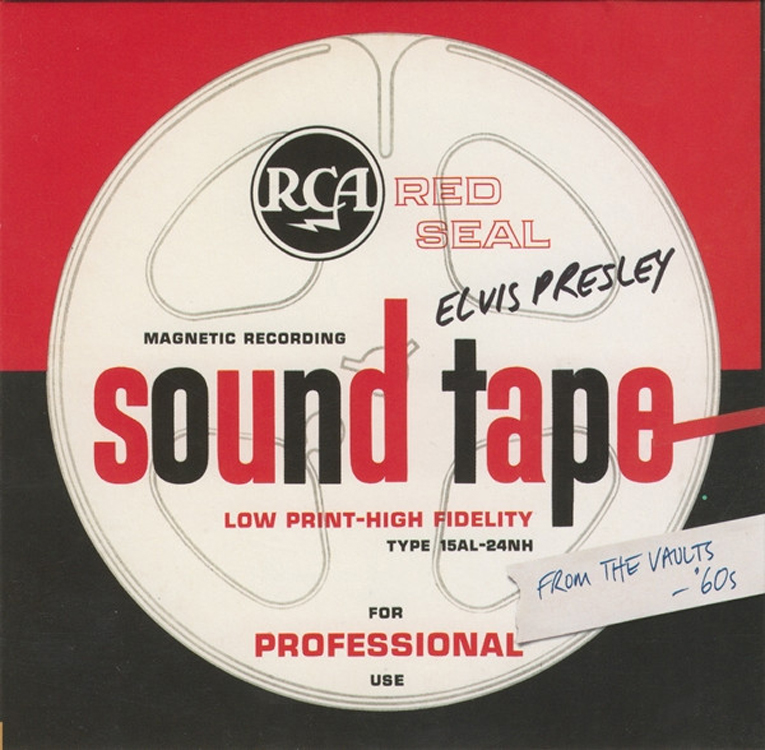 RCA
RED
SEAL
ELVIS PRESLEY
MAGNETIC RECORDING
sound tape
LOW PRINT-HIGH FIDELITY
TYPE 15AL-24NH
FROM THE VAULTS
– '60s
FOR
PROFESSIONAL
USE